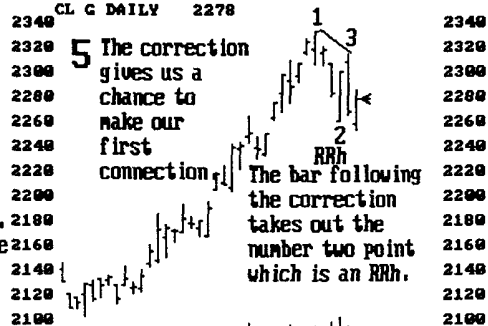 CL G DAILY 2278
2340 2340
2320 2320
2300 2300
2280 2280
2260 2260
2240 2240
2220 2220
2200 2200
2180 2180
2160 2160
2140 2140
2120 2120
2100 2100
5 The correction
gives us a
chance to
make our
first
connection
1
3
2
RRh
The bar following
the correction
takes out the
number two point
which is an RRh.
.
e